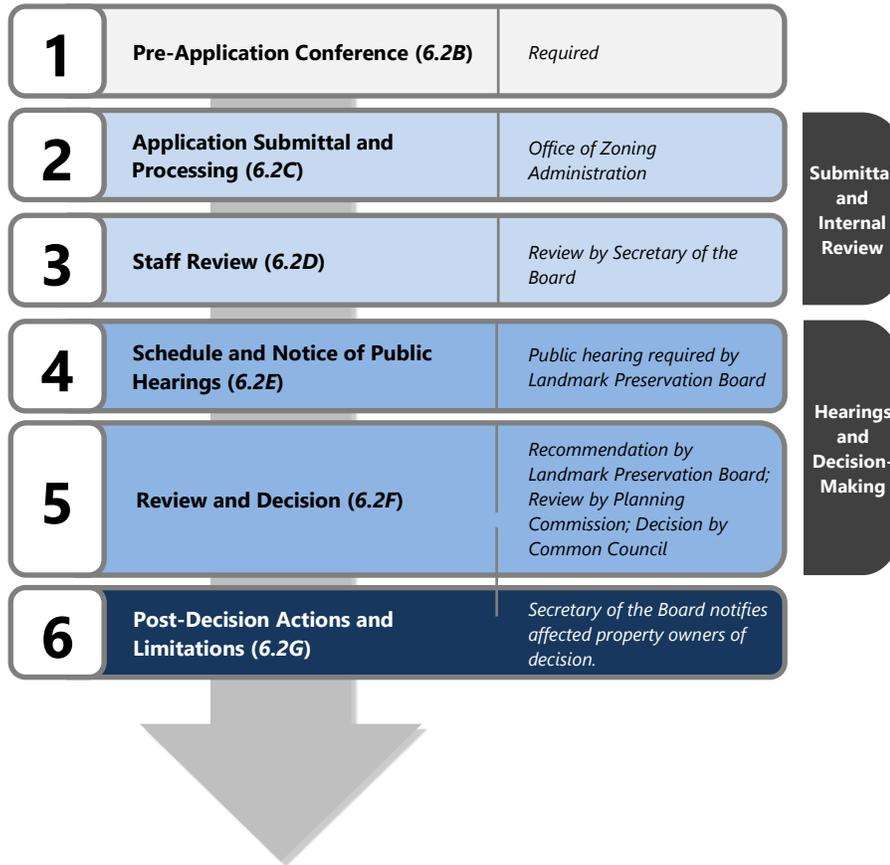 1
Pre-Application Conference (6.2B)
Required
2
Application Submittal and
Processing (6.2C)
Office of Zoning
Administration
3
Staff Review (6.2D)
Review by Secretary of the
Board
Submitta
and
Internal
Review
4
Schedule and Notice of Public
Hearings (6.2E)
Public hearing required by
Landmark Preservation Board
5
Review and Decision (6.2F)
Recommendation by
Landmark Preservation Board;
Review by Planning
Commission; Decision by
Common Council
Hearings
and
Decision-
Making
6
Post-Decision Actions and
Limitations (6.2G)
Secretary of the Board notifies
affected property owners of
decision.